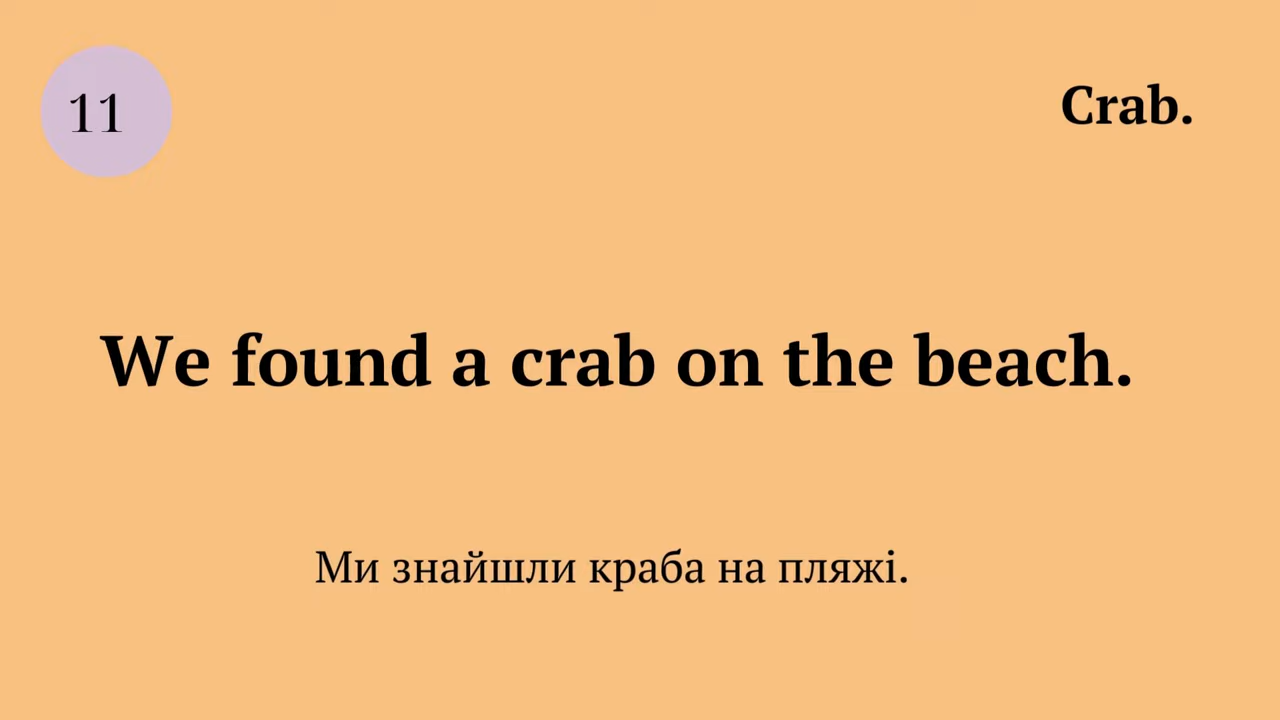 11
Crab.
We found a crab on the beach.
Ми знайшли краба на пляжі.